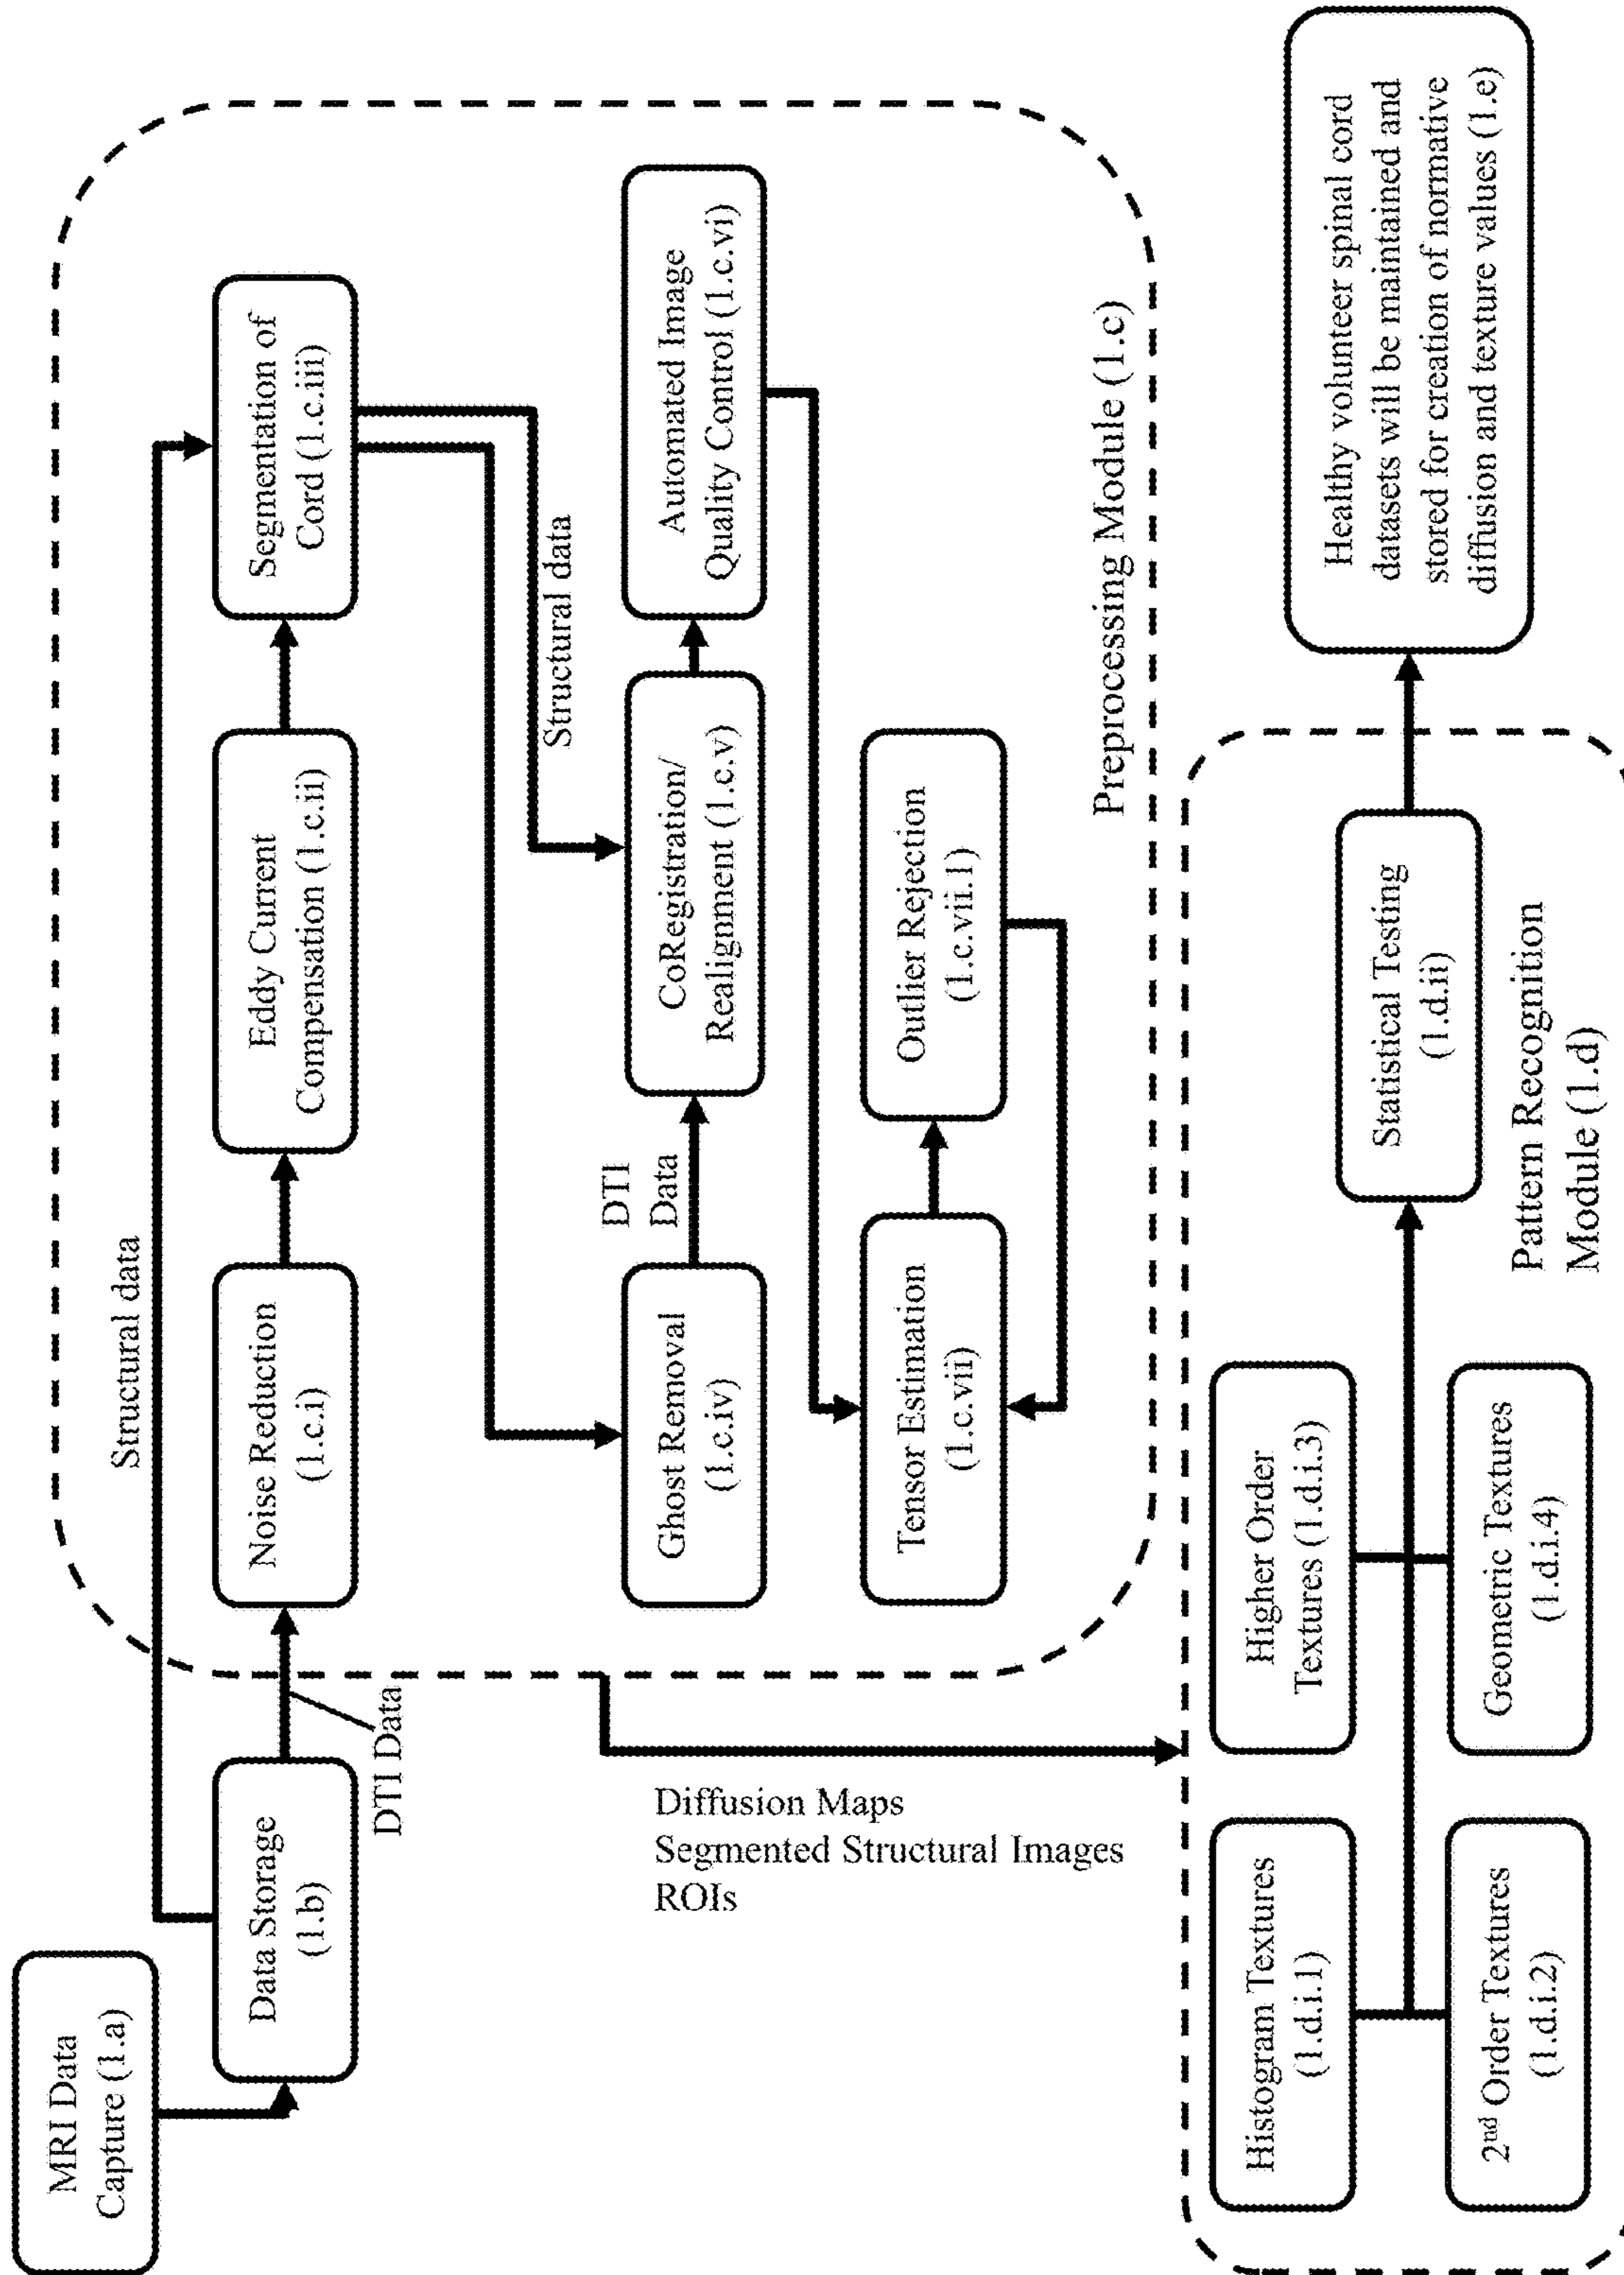 MRI Data
Capture (1.a)
Data Storage
(1.b)
Structural data
DTI Data
Noise Reduction
(1.c.i)
Eddy Current
Compensation (1.c.ii)
Segmentation of
Cord (1.c.iii)
Structural data
Ghost Removal
(1.c.iv)
DTI
Data
CoRegistration/
Realignment (1.c.v)
Automated Image
Quality Control (1.c.vi)
Tensor Estimation
(1.c.vii)
Outlier Rejection
(1.c.vii.1)
Preprocessing Module (1.c)
Diffusion Maps
Segmented Structural Images
ROIs
Histogram Textures
(1.d.i.1)
Higher Order
Textures (1.d.i.3)
2nd Order Textures
(1.d.i.2)
Geometric Textures
(1.d.i.4)
Statistical Testing
(1.d.ii)
Pattern Recognition
Module (1.d)
Healthy volunteer spinal cord
datasets will be maintained and
stored for creation of normative
diffusion and texture values (1.e)